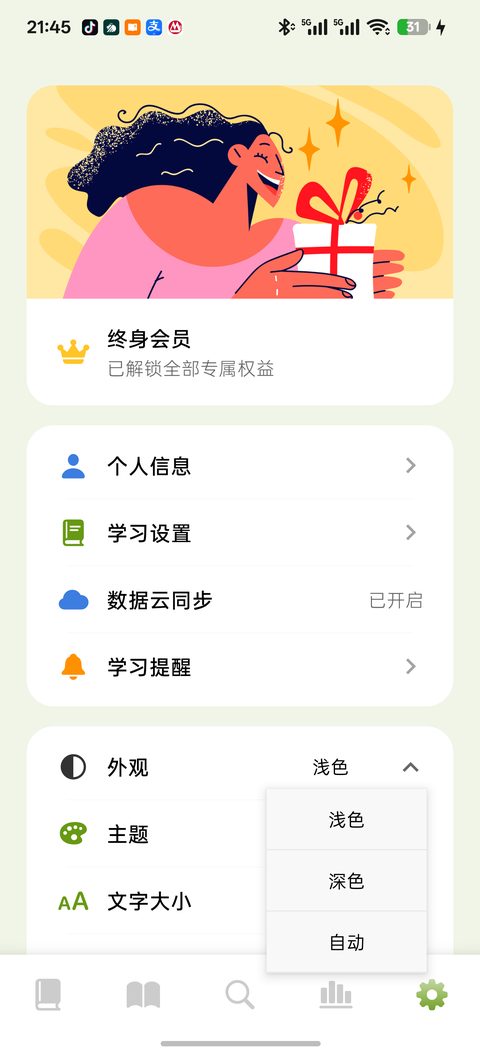 21:45
支
5G
5G
31
终身会员
已解锁全部专属权益
个人信息
学习设置
数据云同步 已开启
学习提醒
外观 浅色
浅色
主题
深色
AA 文字大小
自动